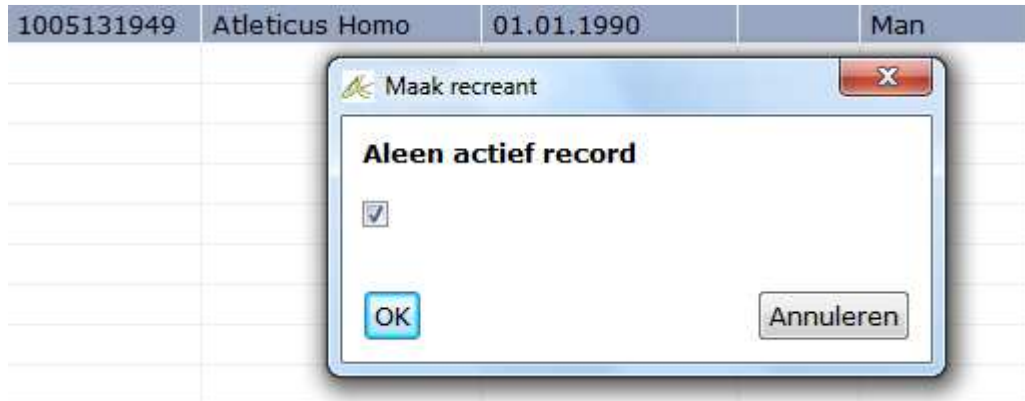 1005131949 Atleticus Homo 01.01.1990 Man
Maak recreant
Aleen actief record
OK Annuleren